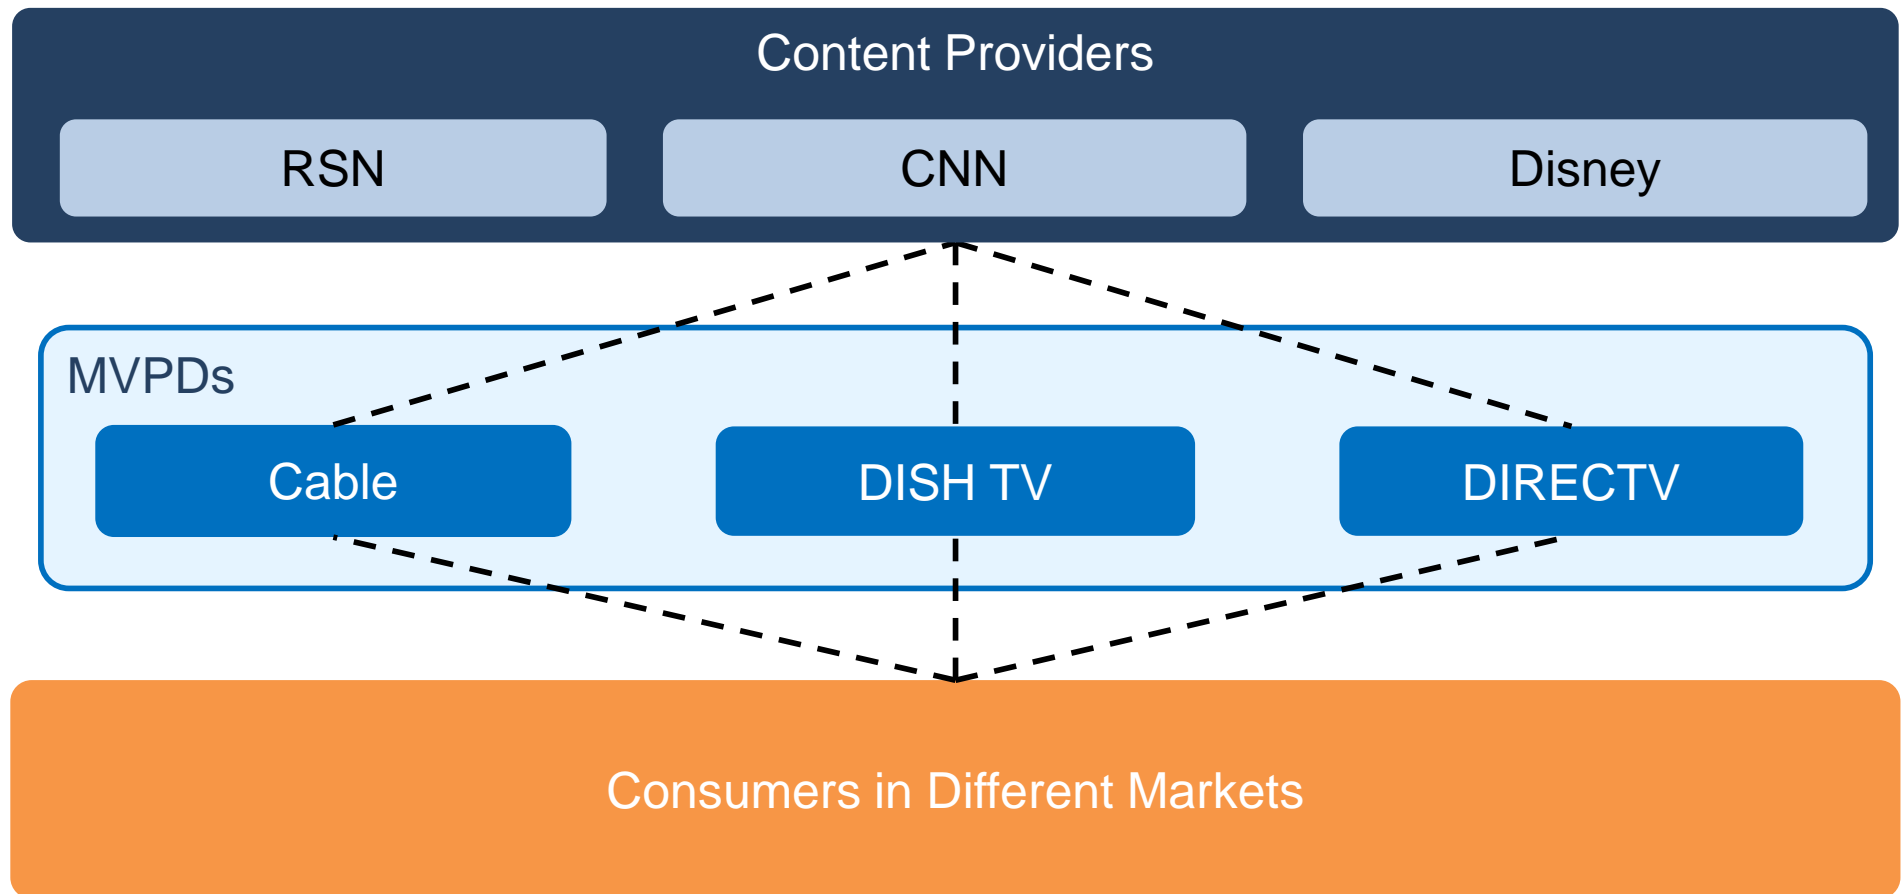 Content Providers
RSN
CNN
Disney
MVPDs
Cable
DISH TV
DIRECTV
Consumers in Different Markets